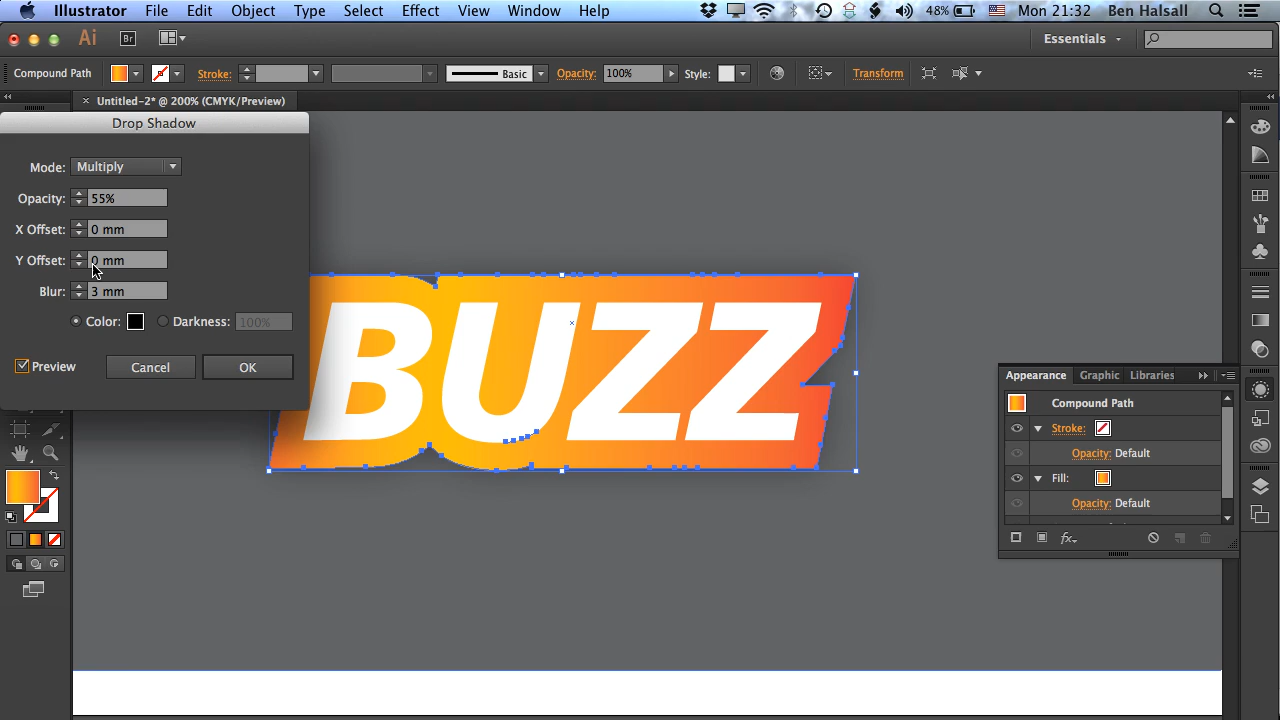 Illustrator File Edit Object Type Select Effect View Window Help 48% Mon 21:32 Ben Halsall
Ai Br Essentials
Compound Path Stroke: Basic Opacity: 100% Style: Transform
× Untitled-2* @ 200% (CMYK/Preview)
Drop Shadow
Mode: Multiply
Opacity: 55%
X Offset: 0 mm
Y Offset: 0 mm
Blur: 3 mm
Color: Darkness: 100%
Preview Cancel OK
BUZZ
Appearance Graphic Libraries
Compound Path
Stroke:
Opacity: Default
Fill:
Opacity: Default
fx